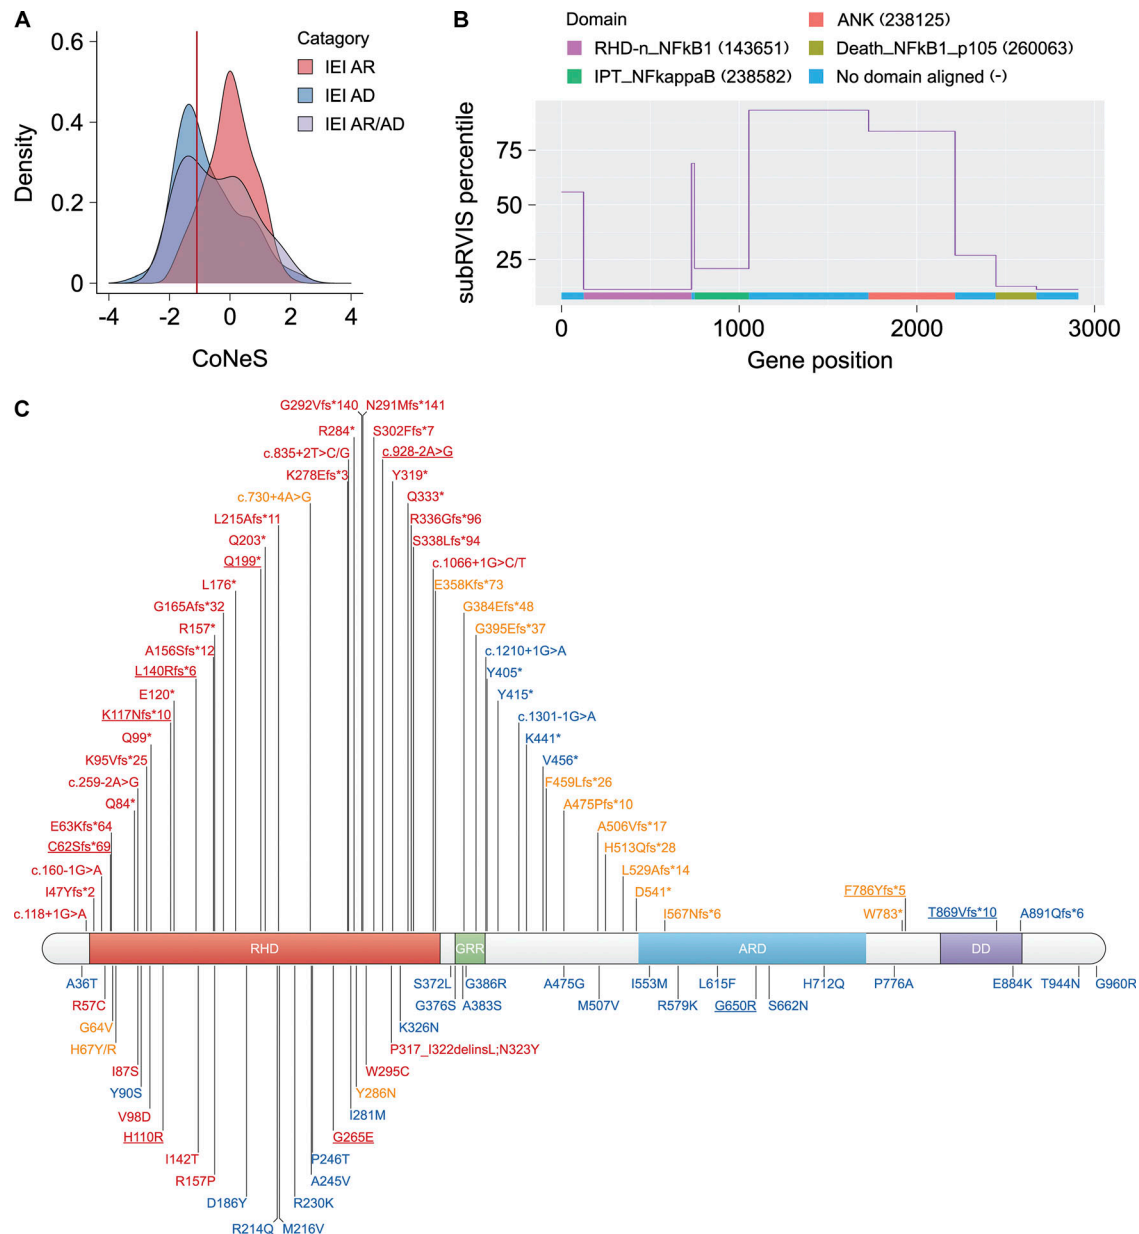 A
0.6
0.4
0.2
0
Density
-4
-2
0
2
4
CoNeS
Catagory
IEI AR
IEI AD
IEI AR/AD
B
Domain
RHD-n_NFkB1 (143651)
IPT_NFkappaB (238582)
ANK (238125)
Death_NFkB1_p105 (260063)
No domain aligned (-)
75
50
25
subRVIS percentile
0
1000
2000
3000
Gene position
C
G292Vfs*140
N291Mfs*141
R284*
S302Ffs*7
c.835+2T>C/G
c.928-2A>G
K278Efs*3
Y319*
c.730+4A>G
Q333*
L215Afs*11
R336Gfs*96
Q203*
S338Lfs*94
Q199*
c.1066+1G>C/T
L176*
E358Kfs*73
G165Afs*32
G384Efs*48
R157*
G395Efs*37
A156Sfs*12
c.1210+1G>A
L140Rfs*6
Y405*
E120*
Y415*
K117Nfs*10
c.1301-1G>A
Q99*
K441*
K95Vfs*25
V456*
c.259-2A>G
F459Lfs*26
Q84*
A475Pfs*10
E63Kfs*64
A506Vfs*17
C62Sfs*69
H513Qfs*28
c.160-1G>A
L529Afs*14
I47Yfs*2
D541*
F786Yfs*5
c.118+1G>A
I567Nfs*6
W783*
T869Vfs*10
A891Qfs*6
RHD
GRR
ARD
DD
A36T
S372L
G386R
A475G
I553M
L615F
H712Q
P776A
E884K
T944N
G960R
R57C
G376S
A383S
M507V
R579K
G650R
S662N
G64V
K326N
H67Y/R
P317_I322delinsL;N323Y
I87S
W295C
Y90S
Y286N
V98D
I281M
H110R
G265E
I142T
P246T
R157P
A245V
D186Y
R230K
R214Q
M216V